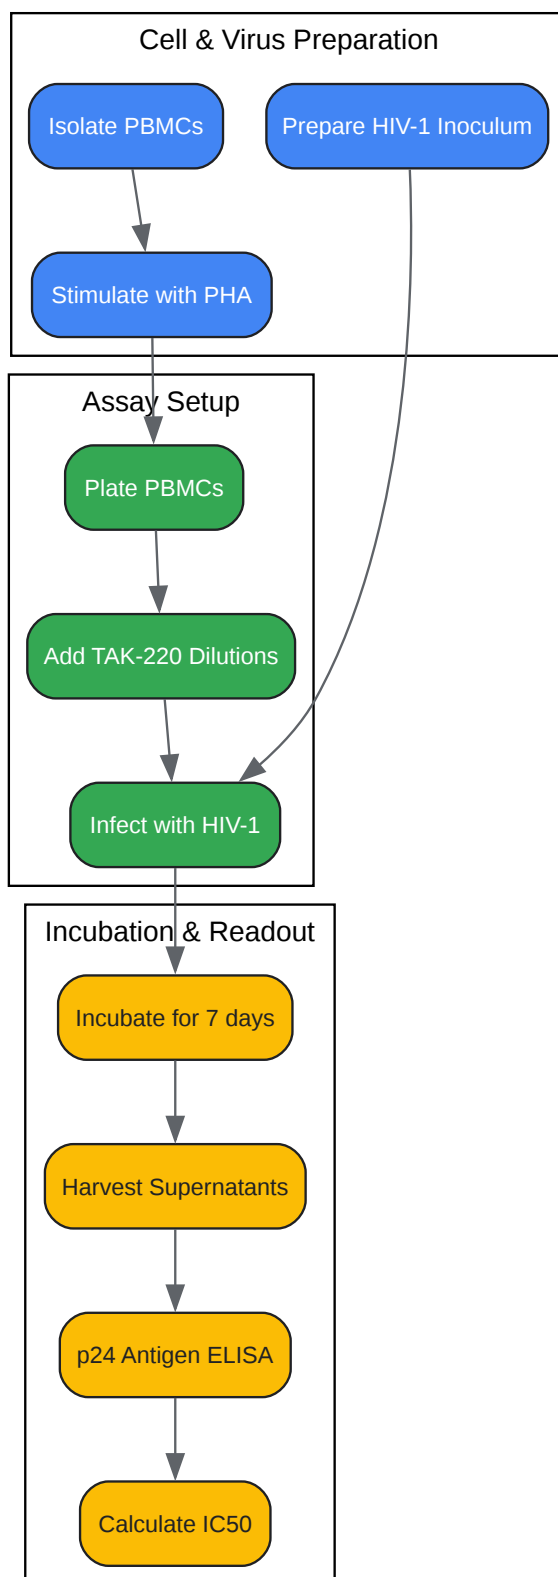 Cell & Virus Preparation
Isolate PBMCs
Prepare HIV-1 Inoculum
Stimulate with PHA
Assay Setup
Plate PBMCs
Add TAK-220 Dilutions
Infect with HIV-1
Incubation & Readout
Incubate for 7 days
Harvest Supernatants
p24 Antigen ELISA
Calculate IC50